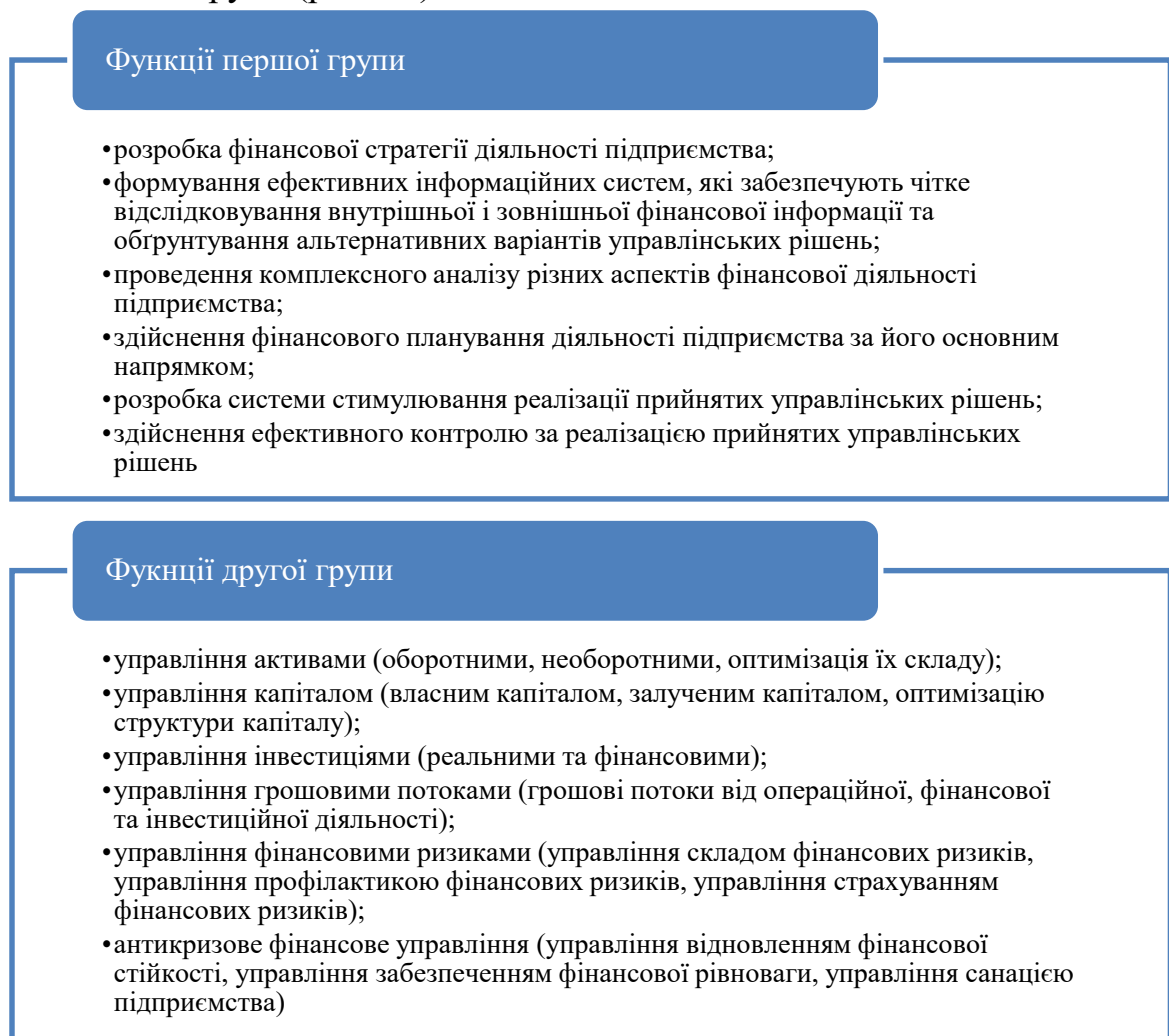 Функції першої групи
•розробка фінансової стратегії діяльності підприємства;
•формування ефективних інформаційних систем, які забезпечують чітке
відслідковування внутрішньої і зовнішньої фінансової інформації та
обґрунтування альтернативних варіантів управлінських рішень;
•проведення комплексного аналізу різних аспектів фінансової діяльності
підприємства;
•здійснення фінансового планування діяльності підприємства за його основним
напрямком;
•розробка системи стимулювання реалізації прийнятих управлінських рішень;
•здійснення ефективного контролю за реалізацією прийнятих управлінських
рішень
Фукнції другої групи
•управління активами (оборотними, необоротними, оптимізація їх складу);
•управління капіталом (власним капіталом, залученим капіталом, оптимізацію
структури капіталу);
•управління інвестиціями (реальними та фінансовими);
•управління грошовими потоками (грошові потоки від операційної, фінансової
та інвестиційної діяльності);
•управління фінансовими ризиками (управління складом фінансових ризиків,
управління профілактикою фінансових ризиків, управління страхуванням
фінансових ризиків);
•антикризове фінансове управління (управління відновленням фінансової
стійкості, управління забезпеченням фінансової рівноваги, управління санацією
підприємства)